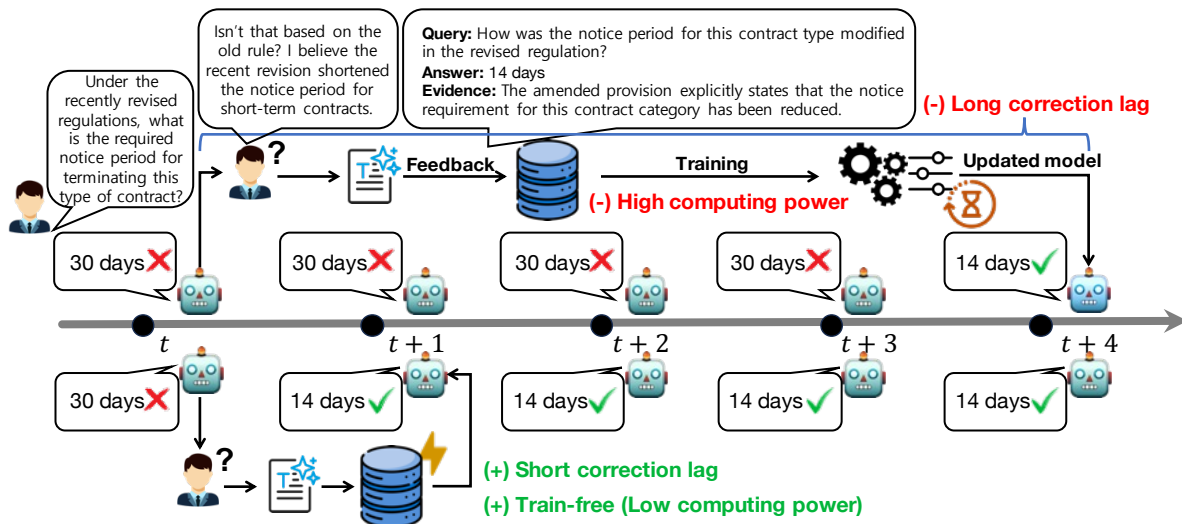 Under the
recently revised
regulations, what
is the required
notice period for
terminating this
type of contract?
Isn't that based on the
old rule? I believe the
recent revision shortened
the notice period for
short-term contracts.
Query: How was the notice period for this contract type modified
in the revised regulation?
Answer: 14 days
Evidence: The amended provision explicitly states that the notice
requirement for this contract category has been reduced.
(-) Long correction lag
?
T
Feedback
Training
Updated model
(-) High computing power
30 days
30 days
30 days
30 days
14 days
t
t + 1
t + 2
t + 3
t + 4
30 days
14 days
14 days
14 days
14 days
?
T
(+) Short correction lag
(+) Train-free (Low computing power)